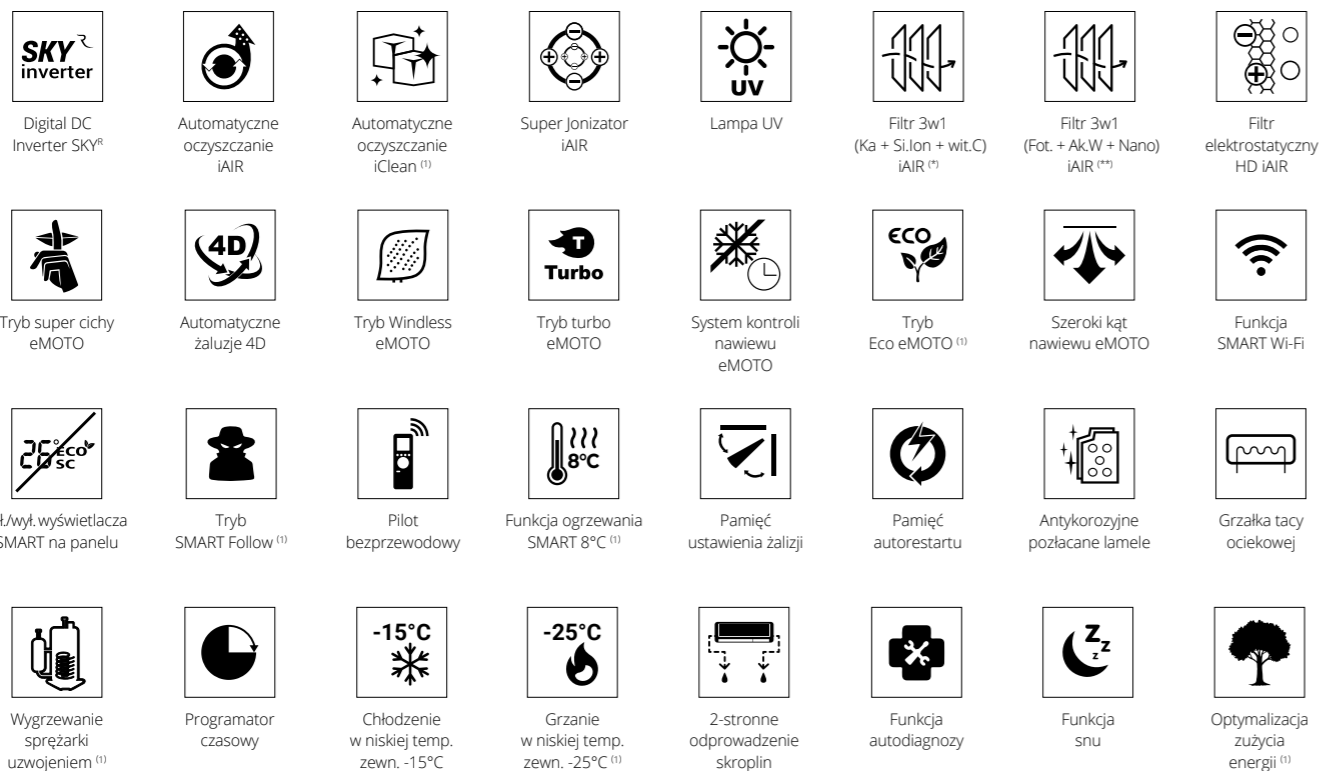 SKY R
inverter
Digital DC
Inverter SKYᴿ
Automatyczne
oczyszczanie
iAIR
Automatyczne
oczyszczanie
iClean (1)
Super Jonizator
iAIR
UV
Lampa UV
Filtr 3w1
(Ka + Si.Ion + wit.C)
iAIR (*)
Filtr 3w1
(Fot. + Ak.W + Nano)
iAIR (**)
Filtr
elektrostatyczny
HD iAIR
Tryb super cichy
eMOTO
4D
Automatyczne
żaluzje 4D
Tryb Windless
eMOTO
T
Turbo
Tryb turbo
eMOTO
System kontroli
nawiewu
eMOTO
ECO
Tryb
Eco eMOTO (1)
Szeroki kąt
nawiewu eMOTO
Funkcja
SMART Wi-Fi
26° ECO
SC
ł./wył. wyświetlacza
SMART na panelu
Tryb
SMART Follow (1)
Pilot
bezprzewodowy
8°C
Funkcja ogrzewania
SMART 8°C (1)
Pamięć
ustawienia żalizji
Pamięć
autorestartu
Antykorozyjne
pozłacane lamele
Grzałka tacy
ociekowej
Wygrzewanie
sprężarki
uzwojeniem (1)
Programator
czasowy
-15°C
Chłodzenie
w niskiej temp.
zewn. -15°C
-25°C
Grzanie
w niskiej temp.
zewn. -25°C (1)
2-stronne
odprowadzenie
skroplin
Funkcja
autodiagnozy
Z z z
Funkcja
snu
Optymalizacja
zużycia
energii (1)